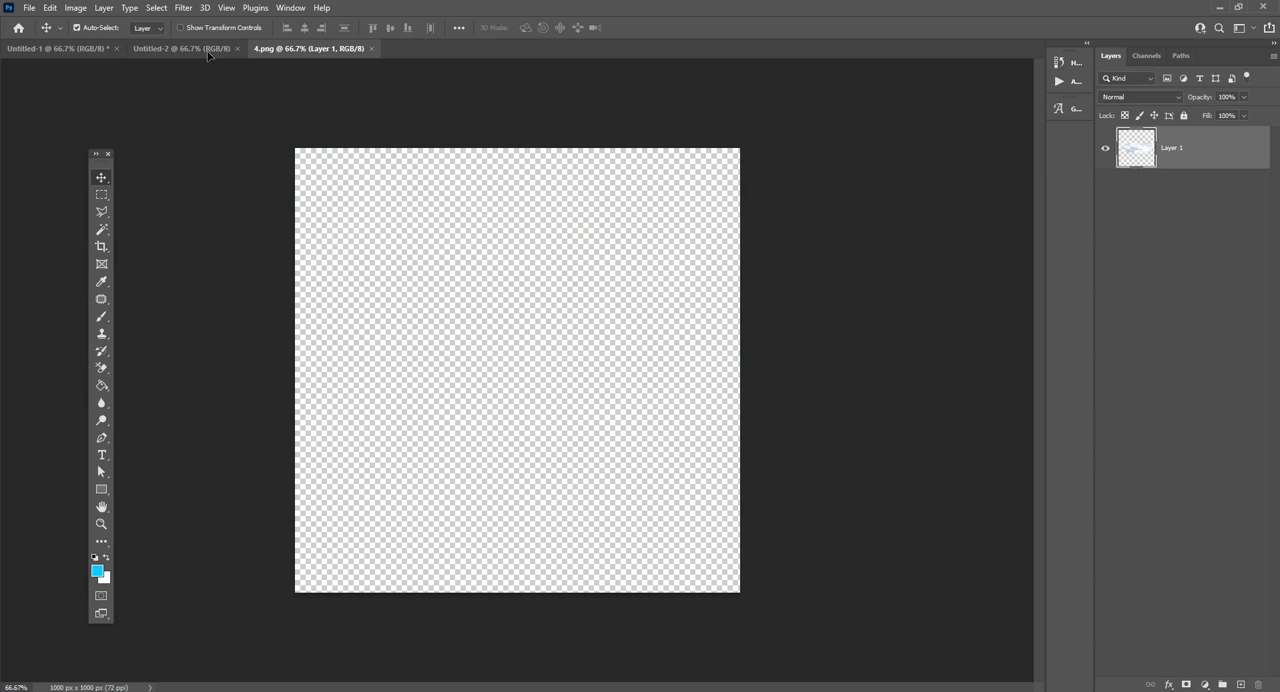 Ps File Edit Image Layer Type Select Filter 3D View Plugins Window Help
Auto-Select: Layer Show Transform Controls 3D Mode:
Untitled-1 @ 66.7% (RGB/8) * × Untitled-2 @ 66.7% (RGB/8) × 4.png @ 66.7% (Layer 1, RGB/8) ×
Layers Channels Paths
H...
Kind
A...
Normal Opacity: 100%
G...
Lock: Fill: 100%
Layer 1
66.67% 1000 px x 1000 px (72 ppi)